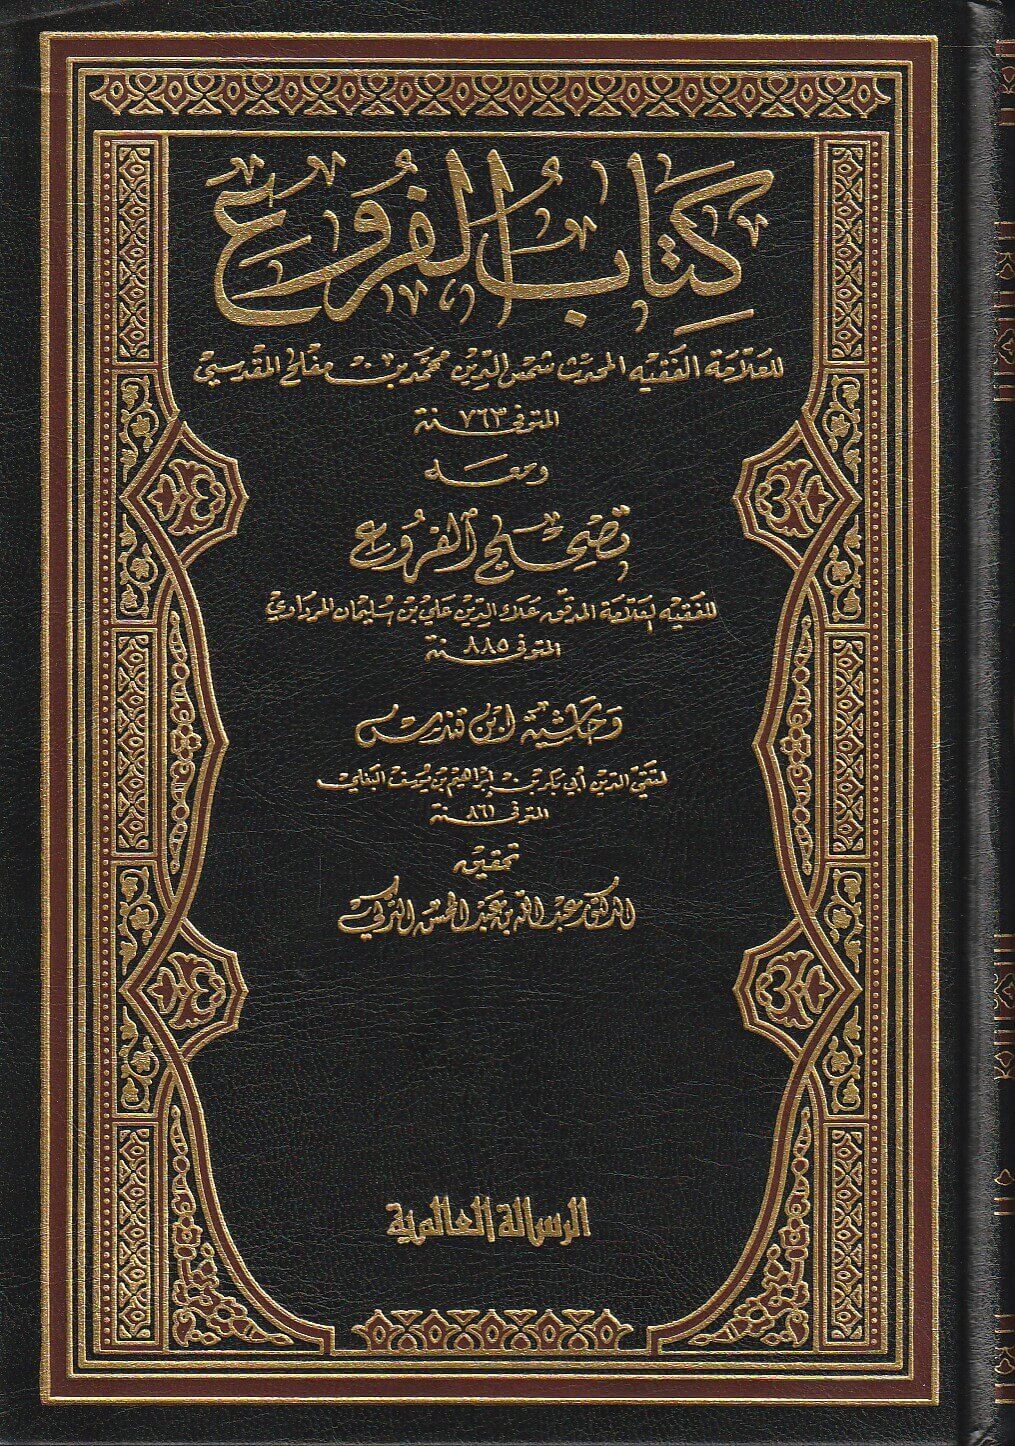 كتاب الفروع
للعلامة الفقيه المحدث شمس الدين محمد بن مفلح المقدسي
المتوفى سنة ٧٦٣
ومعه
تصحيح الفروع
للفقيه العلامة المدقق علاء الدين علي بن سليمان المرداوي
المتوفى سنة ٨٨٥
وحاشية ابن قندس
لتقي الدين أبي بكر بن إبراهيم بن يوسف البعلي
المتوفى سنة ٨٦١
تحقيق
الدكتور عبد الله بن عبد المحسن التركي
الرسالة العالمية